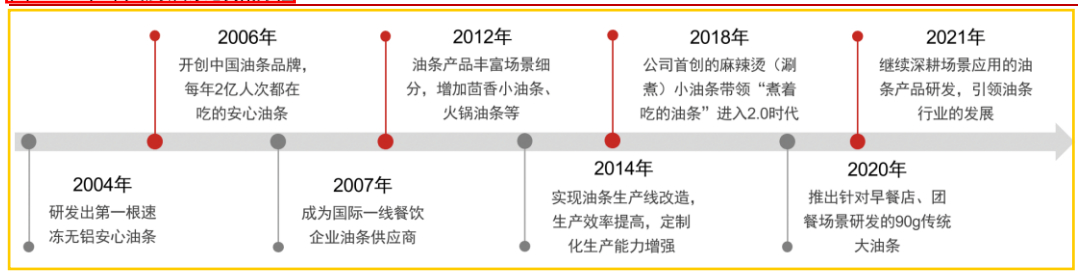 2006年
开创中国油条品牌，
每年2亿人次都在
吃的安心油条
2012年
油条产品丰富场景细
分，增加茴香小油条、
火锅油条等
2018年
公司首创的麻辣烫（涮
煮）小油条带领“煮着
吃的油条”进入2.0时代
2021年
继续深耕场景应用的油
条产品研发，引领油条
行业的发展
2004年
研发出第一根速
冻无铝安心油条
2007年
成为国际一线餐饮
企业油条供应商
2014年
实现油条生产线改造，
生产效率提高，定制
化生产能力增强
2020年
推出针对早餐店、团
餐场景研发的90g传统
大油条